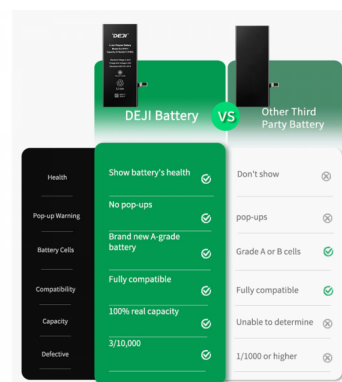 DEJI
DEJI Battery
VS
Other Third
Party Battery
Health
Show battery's health
Don't show
Pop-up Warning
No pop-ups
pop-ups
Battery Cells
Brand new A-grade
battery
Grade A or B cells
Compatibility
Fully compatible
Fully compatible
Capacity
100% real capacity
Unable to determine
Defective
3/10,000
1/1000 or higher